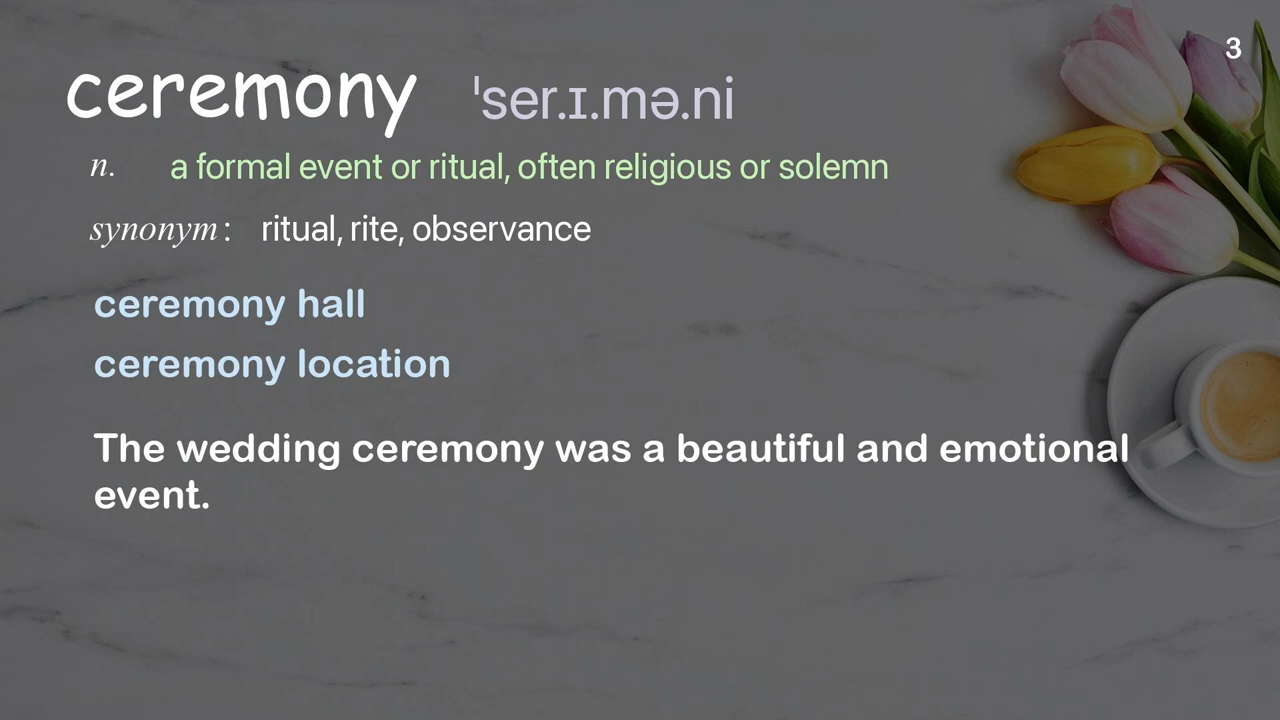 3
ceremony ˈser.ɪ.mə.ni
n. a formal event or ritual, often religious or solemn
synonym: ritual, rite, observance
ceremony hall
ceremony location
The wedding ceremony was a beautiful and emotional
event.